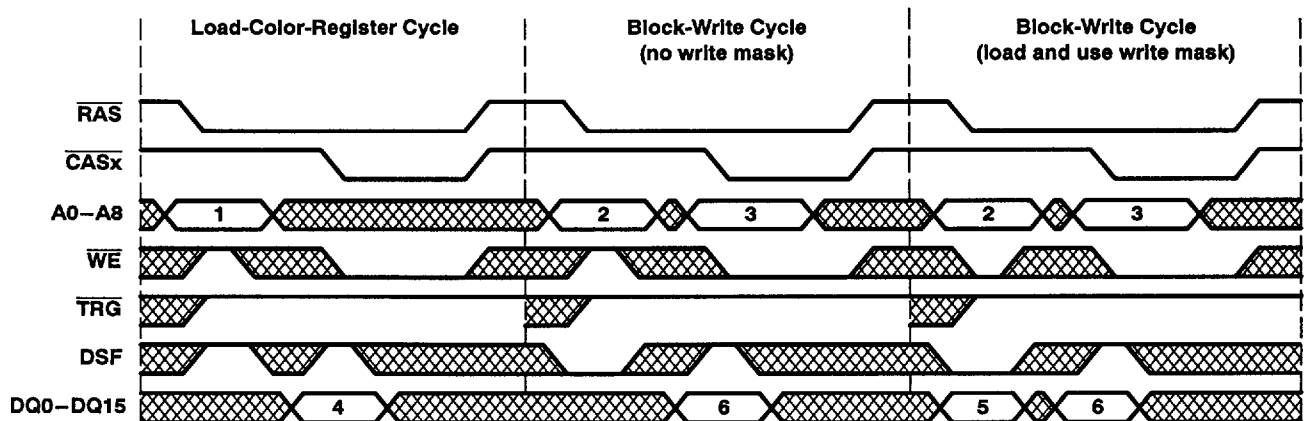 Load-Color-Register Cycle
Block-Write Cycle
(no write mask)
Block-Write Cycle
(load and use write mask)
RAS
CASx
A0–A8 1 2 3 2 3
WE
TRG
DSF
DQ0–DQ15 4 6 5 6